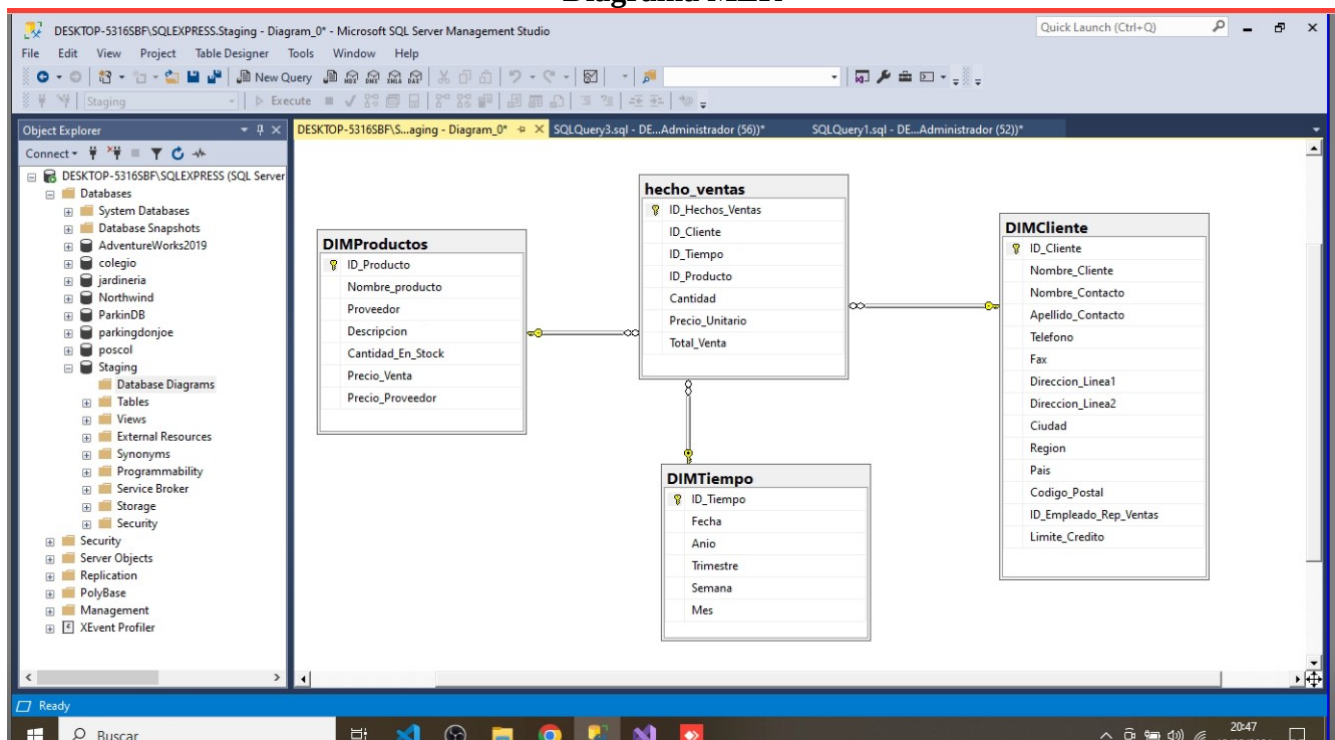 DESKTOP-5316SBF\SQLEXPRESS.Staging - Diagram_0* - Microsoft SQL Server Management Studio
Quick Launch (Ctrl+Q)
File Edit View Project Table Designer Tools Window Help
New Query
Staging
Execute
Object Explorer
DESKTOP-5316SBF\S...aging - Diagram_0*
SQLQuery3.sql - DE...Administrador (56))*
SQLQuery1.sql - DE...Administrador (52))*
Connect
DESKTOP-5316SBF\SQLEXPRESS (SQL Server
Databases
System Databases
Database Snapshots
AdventureWorks2019
colegio
jardineria
Northwind
ParkinDB
parkingdonjoe
poscol
Staging
Database Diagrams
Tables
Views
External Resources
Synonyms
Programmability
Service Broker
Storage
Security
Security
Server Objects
Replication
PolyBase
Management
XEvent Profiler
DIMProductos
ID_Producto
Nombre_producto
Proveedor
Descripcion
Cantidad_En_Stock
Precio_Venta
Precio_Proveedor
hecho_ventas
ID_Hechos_Ventas
ID_Cliente
ID_Tiempo
ID_Producto
Cantidad
Precio_Unitario
Total_Venta
DIMTiempo
ID_Tiempo
Fecha
Anio
Trimestre
Semana
Mes
DIMCliente
ID_Cliente
Nombre_Cliente
Nombre_Contacto
Apellido_Contacto
Telefono
Fax
Direccion_Linea1
Direccion_Linea2
Ciudad
Region
Pais
Codigo_Postal
ID_Empleado_Rep_Ventas
Limite_Credito
Ready
Buscar
20:47